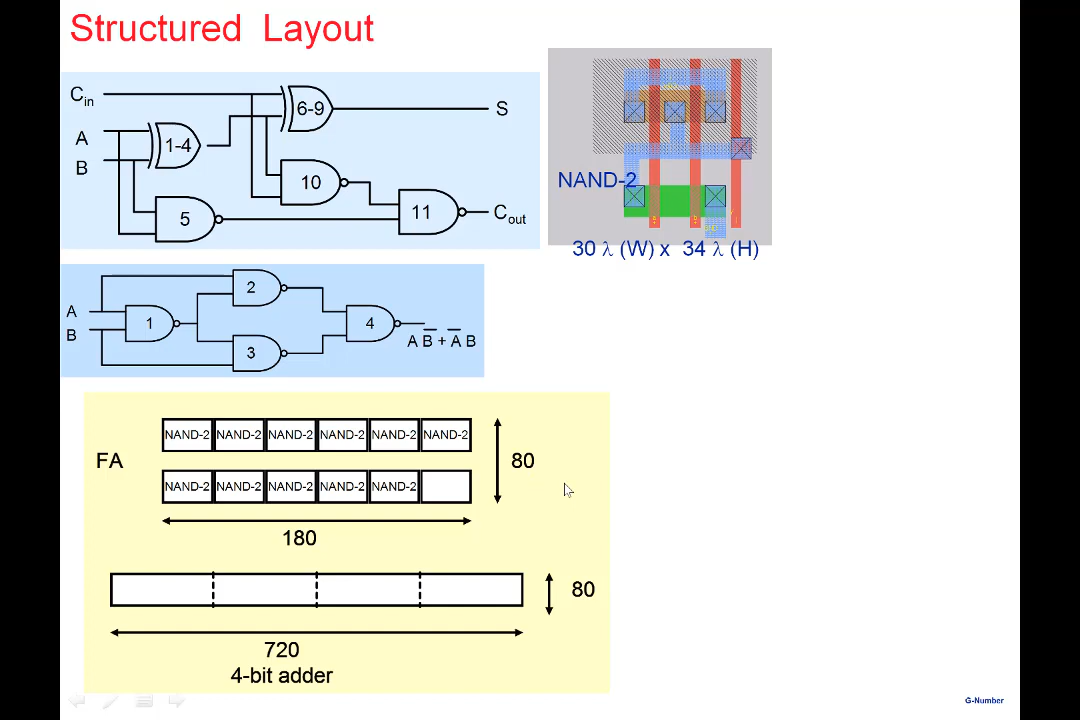 Structured Layout
C in
A
B
1-4
6-9
S
10
5
11
C out
NAND-2
30 λ (W) x 34 λ (H)
A
B
1
2
3
4
A B̅ + A̅ B
FA
NAND-2 NAND-2 NAND-2 NAND-2 NAND-2 NAND-2
NAND-2 NAND-2 NAND-2 NAND-2 NAND-2
80
180
80
720
4-bit adder
G-Number